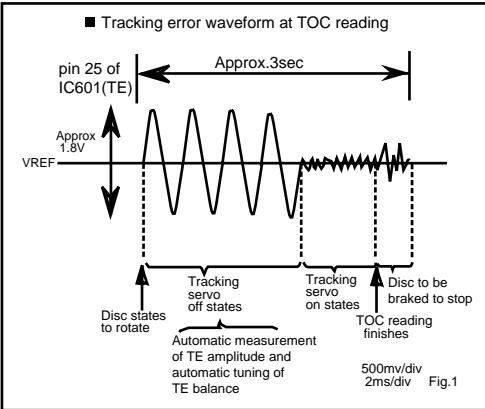 ■ Tracking error waveform at TOC reading
pin 25 of
IC601(TE)
Approx.3sec
Approx
1.8V
VREF
Disc states
to rotate
Tracking
servo
off states
Tracking
servo
on states
Disc to be
braked to stop
TOC reading
finishes
Automatic measurement
of TE amplitude and
automatic tuning of
TE balance
500mv/div
2ms/div Fig.1